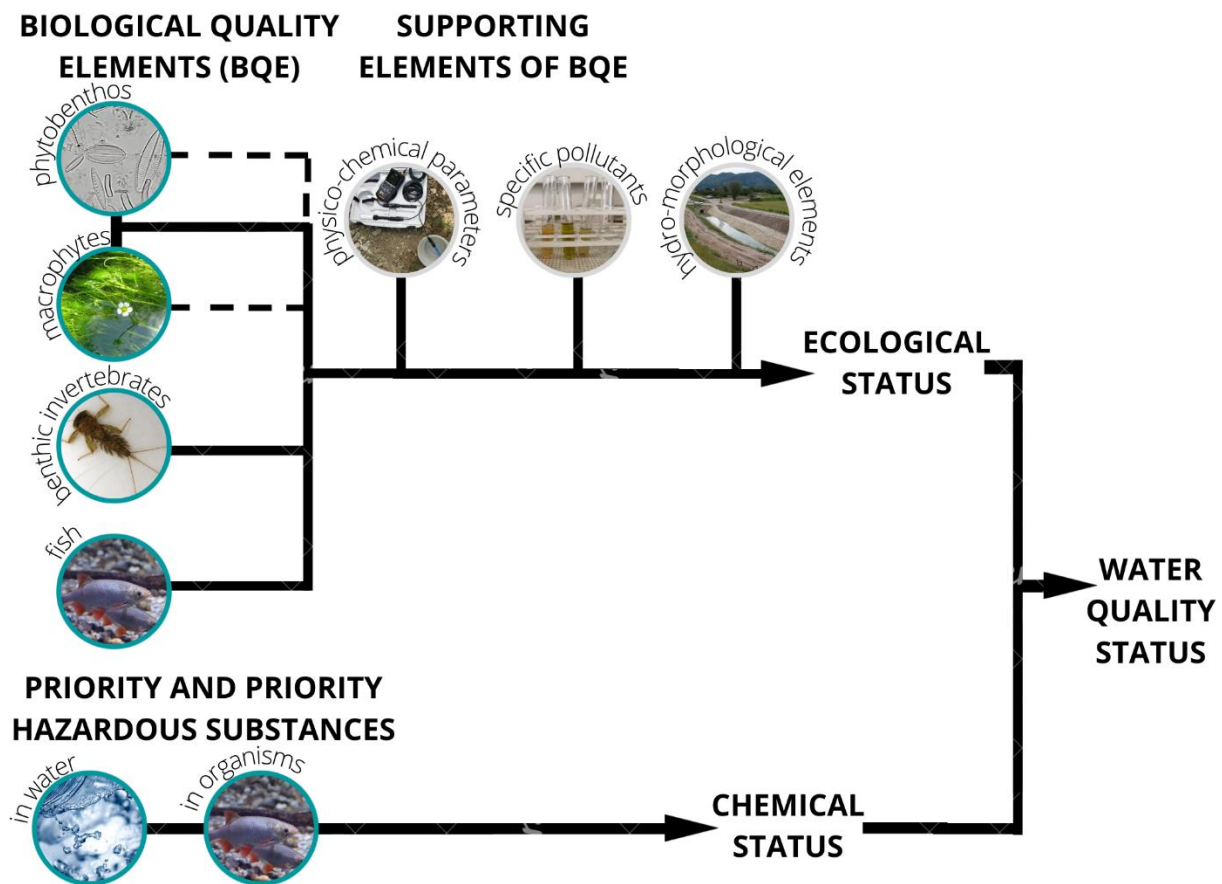 BIOLOGICAL QUALITY
ELEMENTS (BQE)
SUPPORTING
ELEMENTS OF BQE
phytobenthos
macrophytes
benthic invertebrates
fish
physico-chemical parameters
specific pollutants
hydro-morphological elements
ECOLOGICAL
STATUS
WATER
QUALITY
STATUS
PRIORITY AND PRIORITY
HAZARDOUS SUBSTANCES
in water
in organisms
CHEMICAL
STATUS